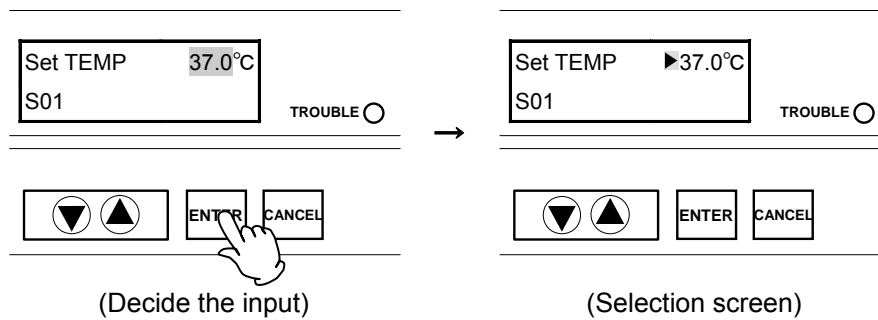 Set TEMP 37.0℃
S01
TROUBLE
ENTER CANCEL
(Decide the input)
→
Set TEMP ▶37.0℃
S01
TROUBLE
ENTER CANCEL
(Selection screen)